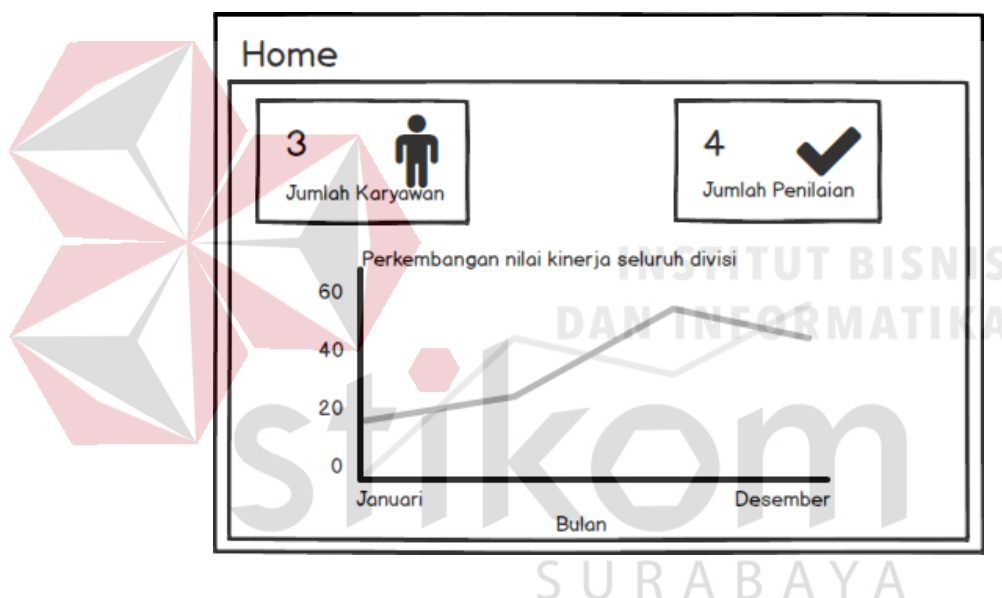 Home
3
Jumlah Karyawan
4
Jumlah Penilaian
Perkembangan nilai kinerja seluruh divisi
60
40
20
0
Januari
Desember
Bulan
INSTITUT BISNIS
DAN INFORMATIKA
stikom
SURABAYA